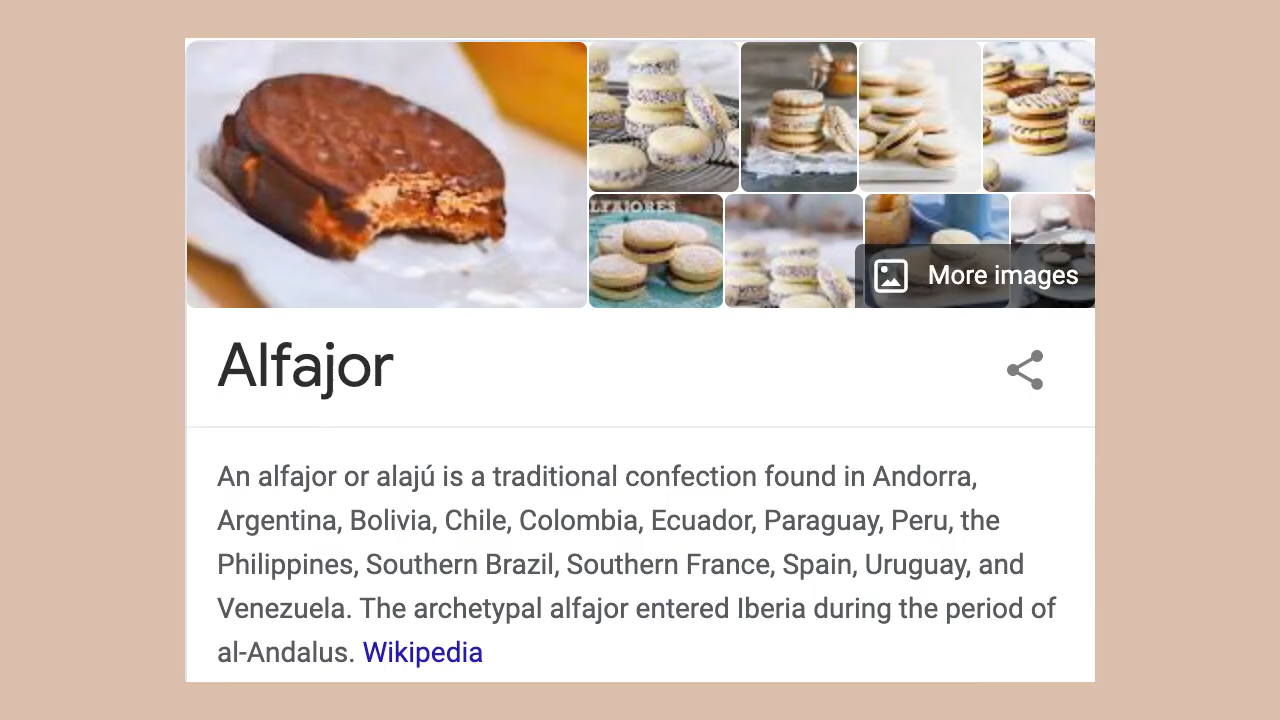 LFAJORES
More images
Alfajor
An alfajor or alajú is a traditional confection found in Andorra,
Argentina, Bolivia, Chile, Colombia, Ecuador, Paraguay, Peru, the
Philippines, Southern Brazil, Southern France, Spain, Uruguay, and
Venezuela. The archetypal alfajor entered Iberia during the period of
al-Andalus. Wikipedia